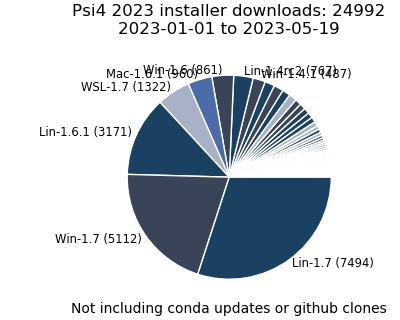 Psi4 2023 installer downloads: 24992
2023-01-01 to 2023-05-19
Win-1.6 (861)
Lin-1.4rc2 (767)
Win-1.4.1 (487)
Mac-1.6.1 (960)
WSL-1.7 (1322)
Lin-1.6.1 (3171)
Win-1.7 (5112)
Lin-1.7 (7494)
Not including conda updates or github clones